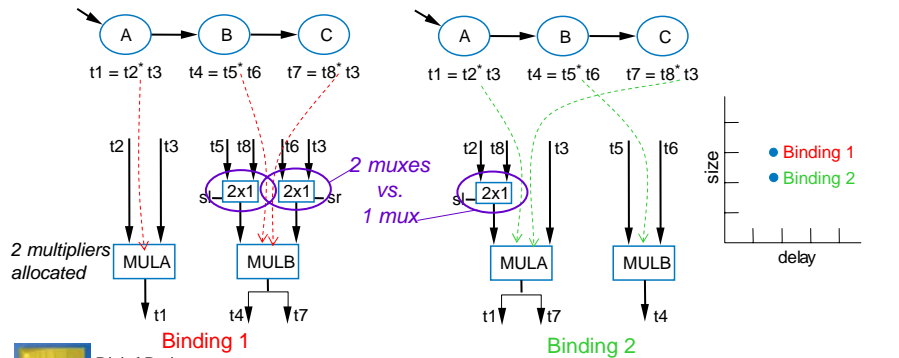 A B C
t1 = t2* t3 t4 = t5* t6 t7 = t8* t3
t2 t3 t5 t8 t6 t3
sl 2x1 2x1 sr
2 muxes
vs.
1 mux
2 multipliers
allocated
MULA MULB
t1 t4 t7
Binding 1
A B C
t1 = t2* t3 t4 = t5* t6 t7 = t8* t3
t2 t8 t3 t5 t6
sl 2x1
MULA MULB
t1 t7 t4
Binding 2
size
Binding 1
Binding 2
delay